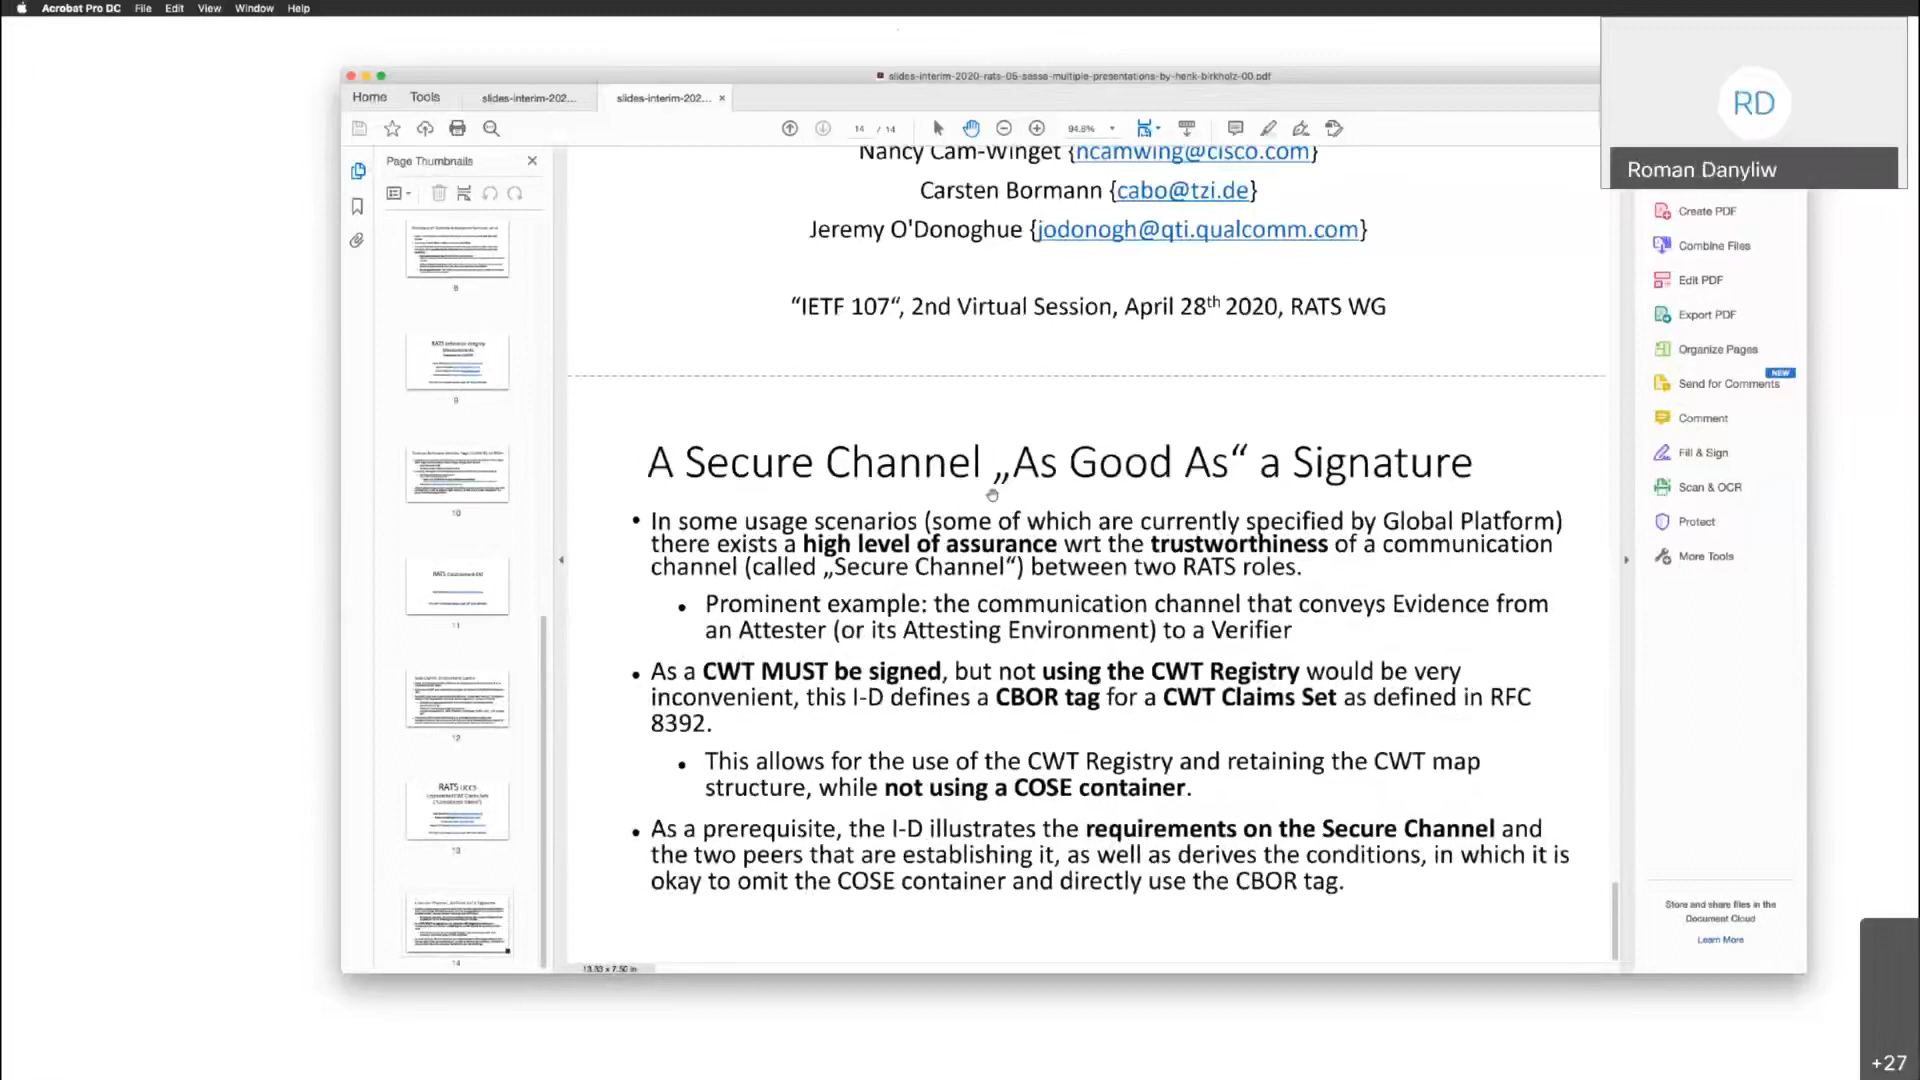 Acrobat Pro DC File Edit View Window Help
slides-interim-2020-rats-05-sessa-multiple-presentations-by-henk-birkholz-00.pdf
Home Tools slides-interim-202... slides-interim-202... ×
14 / 14 94.8%
RD
Roman Danyliw
Page Thumbnails
8
9
10
11
12
RATS UCCS
13
14
Nancy Cam-Winget {ncamwing@cisco.com}
Carsten Bormann {cabo@tzi.de}
Jeremy O'Donoghue {jodonogh@qti.qualcomm.com}
“IETF 107“, 2nd Virtual Session, April 28th 2020, RATS WG
A Secure Channel „As Good As“ a Signature
• In some usage scenarios (some of which are currently specified by Global Platform)
there exists a high level of assurance wrt the trustworthiness of a communication
channel (called „Secure Channel“) between two RATS roles.
• Prominent example: the communication channel that conveys Evidence from
an Attester (or its Attesting Environment) to a Verifier
• As a CWT MUST be signed, but not using the CWT Registry would be very
inconvenient, this I-D defines a CBOR tag for a CWT Claims Set as defined in RFC
8392.
• This allows for the use of the CWT Registry and retaining the CWT map
structure, while not using a COSE container.
• As a prerequisite, the I-D illustrates the requirements on the Secure Channel and
the two peers that are establishing it, as well as derives the conditions, in which it is
okay to omit the COSE container and directly use the CBOR tag.
13.33 x 7.50 in
Create PDF
Combine Files
Edit PDF
Export PDF
Organize Pages
NEW
Send for Comments
Comment
Fill & Sign
Scan & OCR
Protect
More Tools
Store and share files in the
Document Cloud
Learn More
+27